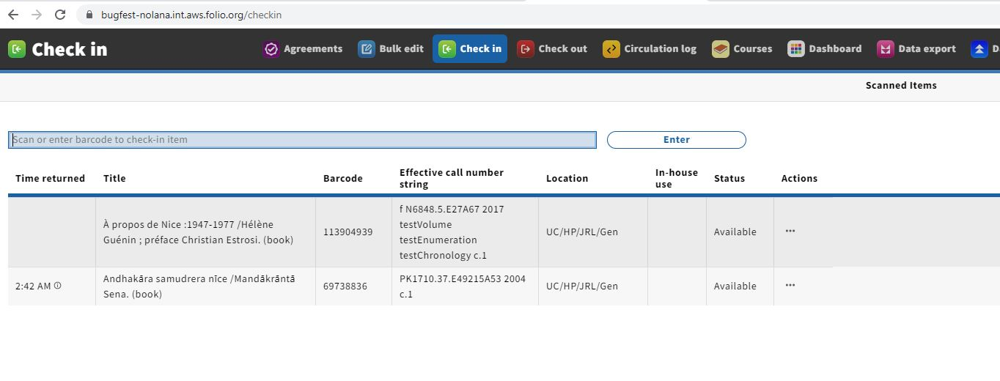 bugfest-nolana.int.aws.folio.org/checkin
Check in Agreements Bulk edit Check in Check out Circulation log Courses Dashboard Data export D
Scanned Items
Scan or enter barcode to check-in item Enter
Time returned Title Barcode Effective call number string Location In-house use Status Actions
À propos de Nice :1947-1977 /Hélène
Guénin ; préface Christian Estrosi. (book)
113904939
f N6848.5.E27A67 2017
testVolume
testEnumeration
testChronology c.1
UC/HP/JRL/Gen
Available
2:42 AM
Andhakāra samudrera nīce /Mandākrāntā
Sena. (book)
69738836
PK1710.37.E49215A53 2004
c.1
UC/HP/JRL/Gen
Available